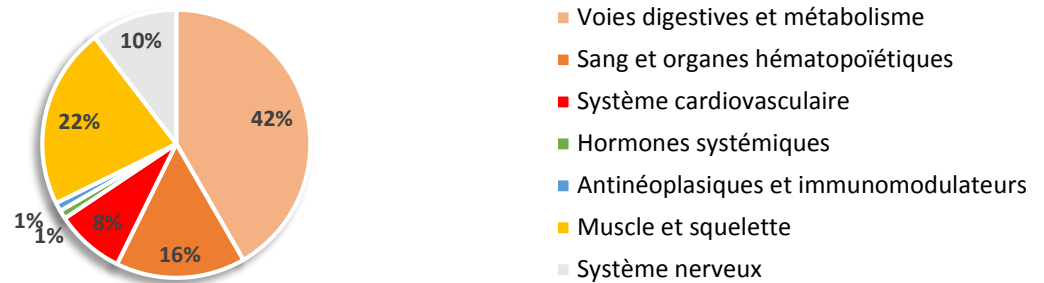 10%
42%
22%
1%
1%
8%
16%
Voies digestives et métabolisme
Sang et organes hématopoïétiques
Système cardiovasculaire
Hormones systémiques
Antinéoplasiques et immunomodulateurs
Muscle et squelette
Système nerveux